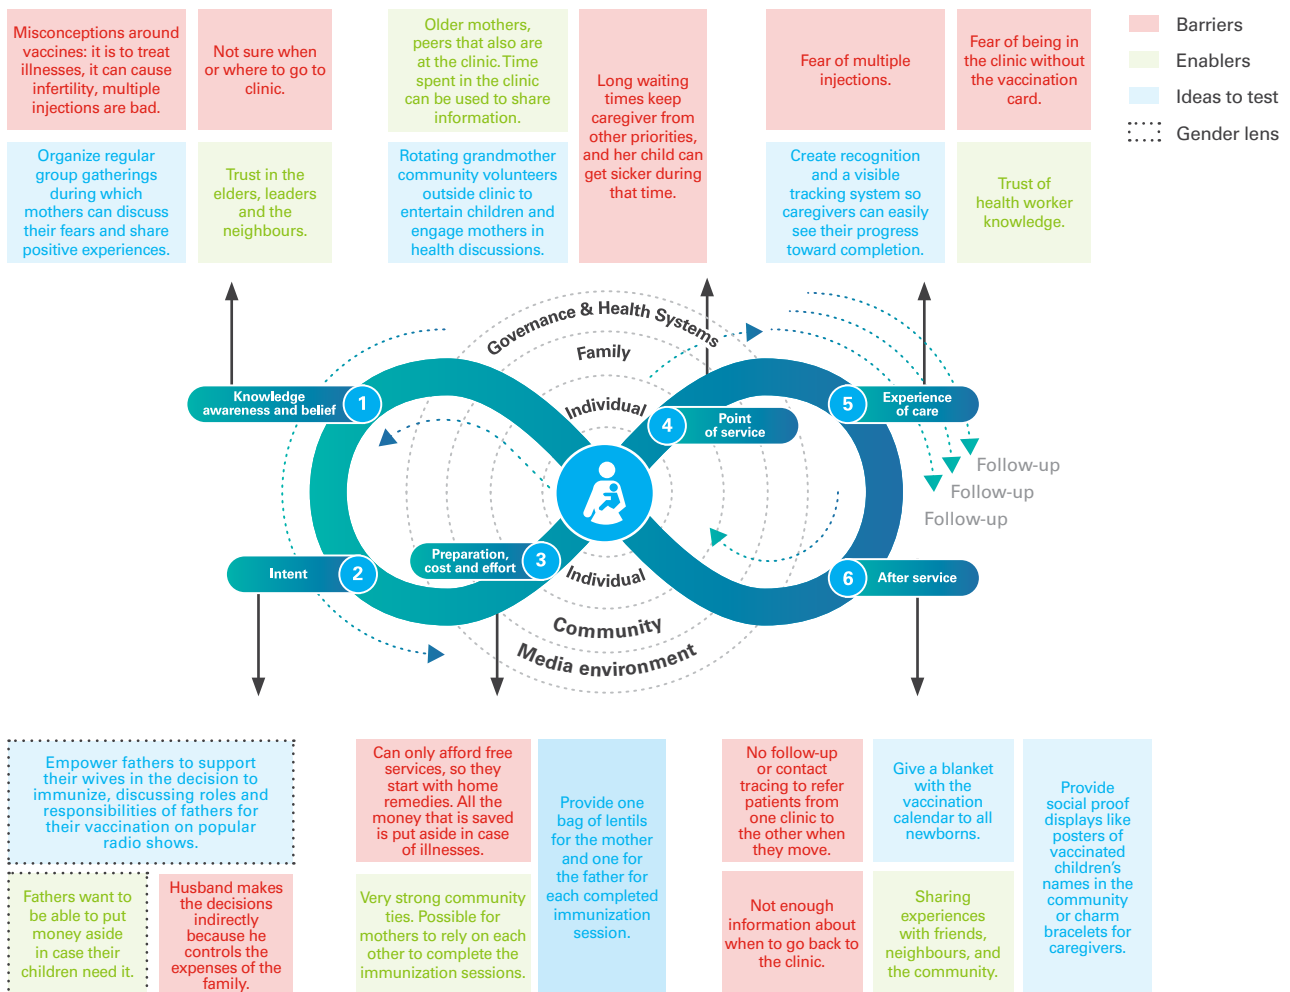 Misconceptions around
vaccines: it is to treat
illnesses, it can cause
infertility, multiple
injections are bad.
Not sure when
or where to go to
clinic.
Organize regular
group gatherings
during which
mothers can discuss
their fears and share
positive experiences.
Trust in the
elders, leaders
and the
neighbours.
Older mothers,
peers that also are
at the clinic. Time
spent in the clinic
can be used to share
information.
Rotating grandmother
community volunteers
outside clinic to
entertain children and
engage mothers in
health discussions.
Long waiting
times keep
caregiver from
other priorities,
and her child can
get sicker during
that time.
Fear of multiple
injections.
Fear of being in
the clinic without
the vaccination
card.
Create recognition
and a visible
tracking system so
caregivers can easily
see their progress
toward completion.
Trust of
health worker
knowledge.
Barriers
Enablers
Ideas to test
Gender lens
Governance & Health Systems
Family
Individual
Knowledge
awareness and belief
1
4
Point
of service
5
Experience
of care
Follow-up
Follow-up
Follow-up
Intent
2
Preparation,
cost and effort
3
6
After service
Individual
Community
Media environment
Empower fathers to support
their wives in the decision to
immunize, discussing roles and
responsibilities of fathers for
their vaccination on popular
radio shows.
Fathers want to
be able to put
money aside
in case their
children need it.
Husband makes
the decisions
indirectly
because he
controls the
expenses of the
family.
Can only afford free
services, so they
start with home
remedies. All the
money that is saved
is put aside in case
of illnesses.
Very strong community
ties. Possible for
mothers to rely on each
other to complete the
immunization sessions.
Provide one
bag of lentils
for the mother
and one for
the father for
each completed
immunization
session.
No follow-up
or contact
tracing to refer
patients from
one clinic to
the other when
they move.
Not enough
information about
when to go back to
the clinic.
Give a blanket
with the
vaccination
calendar to all
newborns.
Sharing
experiences
with friends,
neighbours, and
the community.
Provide
social proof
displays like
posters of
vaccinated
children's
names in the
community
or charm
bracelets for
caregivers.